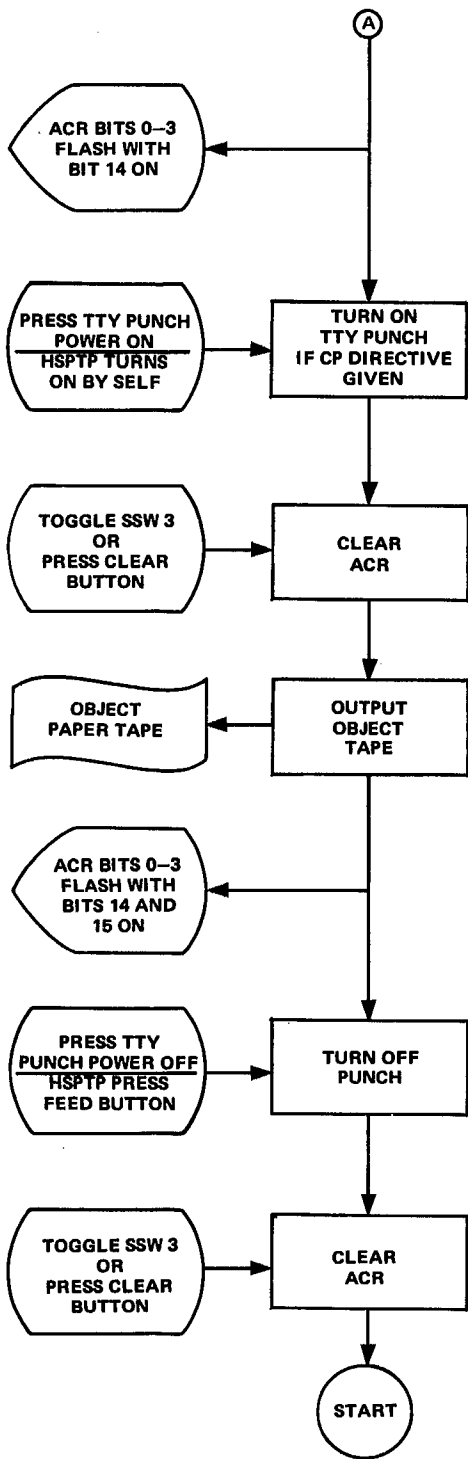 A
ACR BITS 0–3
FLASH WITH
BIT 14 ON
PRESS TTY PUNCH
POWER ON
HSPTP TURNS
ON BY SELF
TURN ON
TTY PUNCH
IF CP DIRECTIVE
GIVEN
TOGGLE SSW 3
OR
PRESS CLEAR
BUTTON
CLEAR
ACR
OBJECT
PAPER TAPE
OUTPUT
OBJECT
TAPE
ACR BITS 0–3
FLASH WITH
BITS 14 AND
15 ON
PRESS TTY
PUNCH POWER OFF
HSPTP PRESS
FEED BUTTON
TURN OFF
PUNCH
TOGGLE SSW 3
OR
PRESS CLEAR
BUTTON
CLEAR
ACR
START